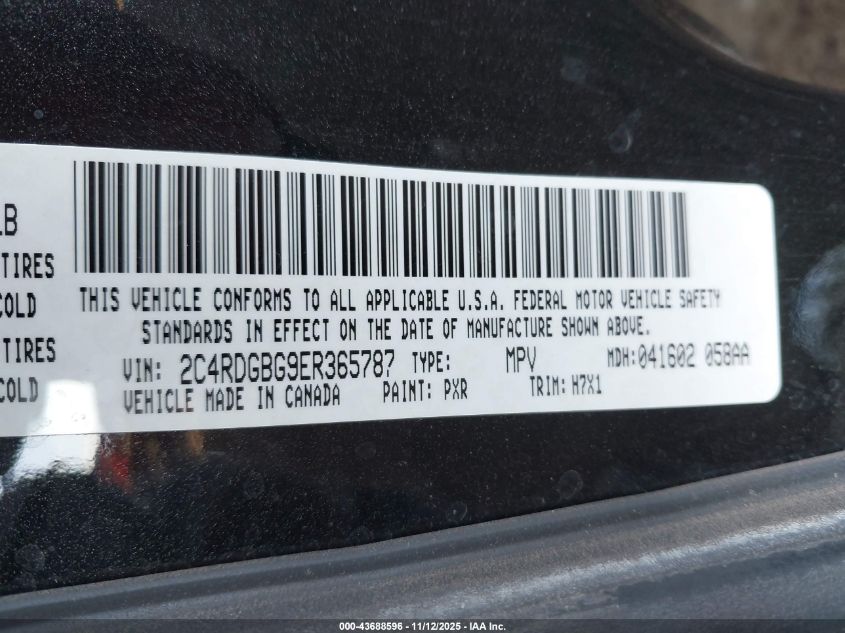 LB
TIRES
COLD
TIRES
COLD
THIS VEHICLE CONFORMS TO ALL APPLICABLE U.S.A. FEDERAL MOTOR VEHICLE SAFETY
STANDARDS IN EFFECT ON THE DATE OF MANUFACTURE SHOWN ABOVE.
VIN: 2C4RDGBG9ER365787 TYPE: MPV MDH: 041602 058AA
VEHICLE MADE IN CANADA PAINT: PXR TRIM: H7X1
000-43688596 - 11/12/2025 - IAA Inc.